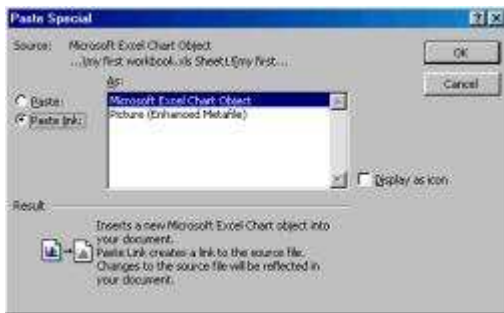 Paste Special
Source: Microsoft Excel Chart Object
...\my first workbook.xls Sheet1![my first...
As:
Paste:
Paste link:
Microsoft Excel Chart Object
Picture (Enhanced Metafile)
OK
Cancel
Display as icon
Result
Inserts a new Microsoft Excel Chart object into
your document.
Paste Link creates a link to the source file.
Changes to the source file will be reflected in
your document.